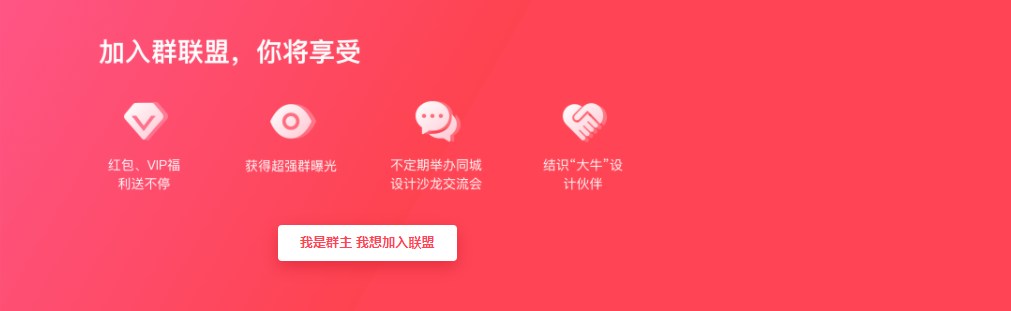 加入群联盟，你将享受
红包、VIP福
利送不停
获得超强群曝光
不定期举办同城
设计沙龙交流会
结识“大牛”设
计伙伴
我是群主 我想加入联盟